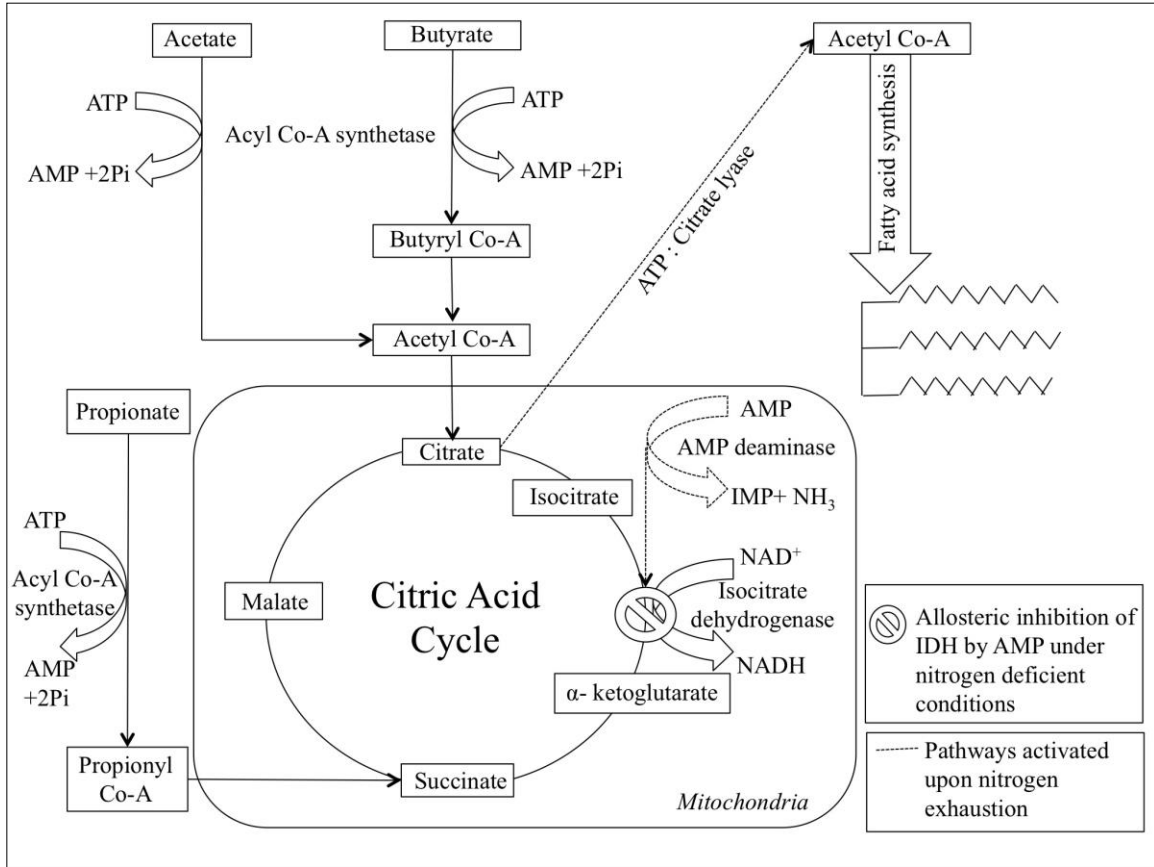 Acetate
Butyrate
Acetyl Co-A
ATP
Acyl Co-A synthetase
ATP
AMP +2Pi
AMP +2Pi
Butyryl Co-A
Acetyl Co-A
ATP : Citrate lyase
Fatty acid synthesis
Propionate
ATP
Acyl Co-A
synthetase
AMP
+2Pi
Propionyl
Co-A
Citrate
Isocitrate
AMP
AMP deaminase
IMP+ NH₃
NAD⁺
Isocitrate
dehydrogenase
NADH
α- ketoglutarate
Malate
Citric Acid
Cycle
Succinate
Mitochondria
Allosteric inhibition of
IDH by AMP under
nitrogen deficient
conditions
Pathways activated
upon nitrogen
exhaustion